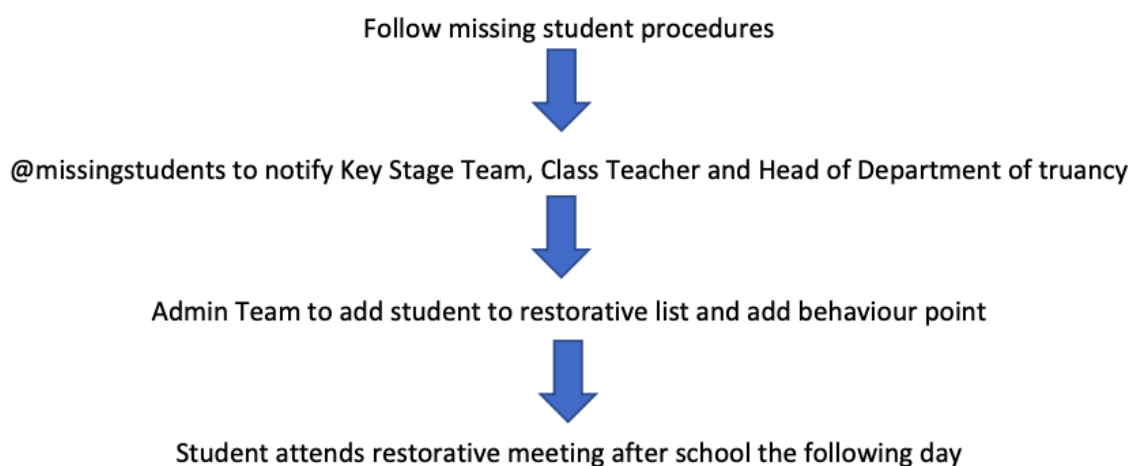 Follow missing student procedures
@missingstudents to notify Key Stage Team, Class Teacher and Head of Department of truancy
Admin Team to add student to restorative list and add behaviour point
Student attends restorative meeting after school the following day